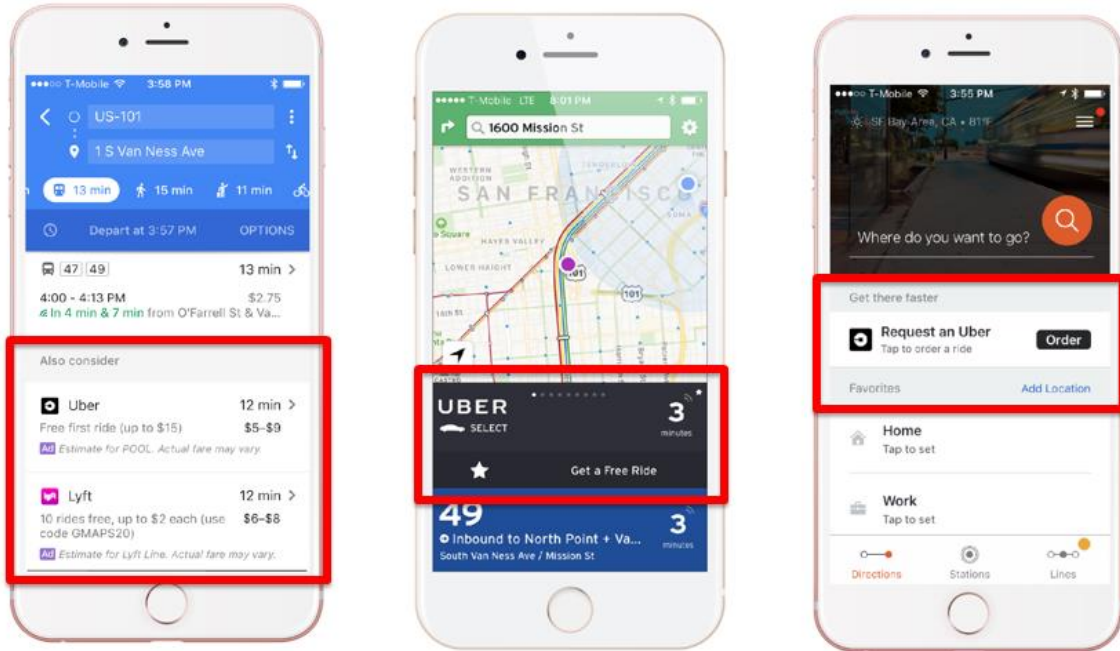 T-Mobile 3:58 PM
US-101
1 S Van Ness Ave
13 min 15 min 11 min
Depart at 3:57 PM OPTIONS
47 49 13 min >
4:00 - 4:13 PM $2.75
In 4 min & 7 min from O'Farrell St & Va...
Also consider
Uber 12 min >
Free first ride (up to $15) $5–$9
Ad Estimate for POOL. Actual fare may vary.
Lyft 12 min >
10 rides free, up to $2 each (use $6–$8
code GMAPS20)
Ad Estimate for Lyft Line. Actual fare may vary.
T-Mobile LTE 8:01 PM
1600 Mission St
WESTERN
ADDITION
TENDERLOIN
SAN FRANCISCO
SOMA
Square
HAYES VALLEY
LOWER HAIGHT
101
101
UBER 3
SELECT minutes
Get a Free Ride
49 3
Inbound to North Point + Va... minutes
South Van Ness Ave / Mission St
T-Mobile 3:55 PM
SF Bay Area, CA • 81°F
Where do you want to go?
Get there faster
Request an Uber Order
Tap to order a ride
Favorites Add Location
Home
Tap to set
Work
Tap to set
Directions Stations Lines